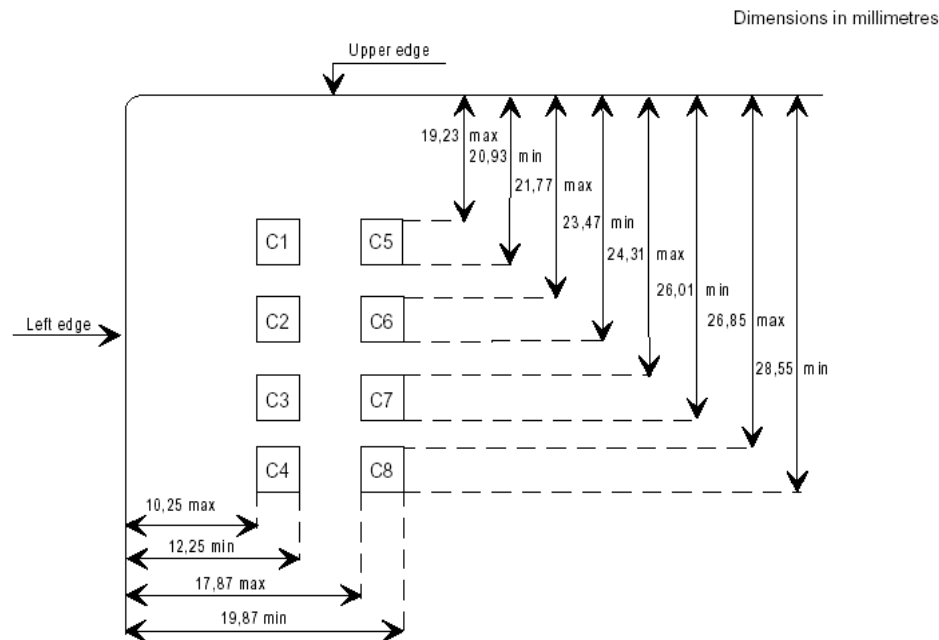 Dimensions in millimetres
Upper edge
19,23 max
20,93 min
21,77 max
23,47 min
24,31 max
26,01 min
26,85 max
28,55 min
C1 C5
C2 C6
Left edge
C3 C7
C4 C8
10,25 max
12,25 min
17,87 max
19,87 min